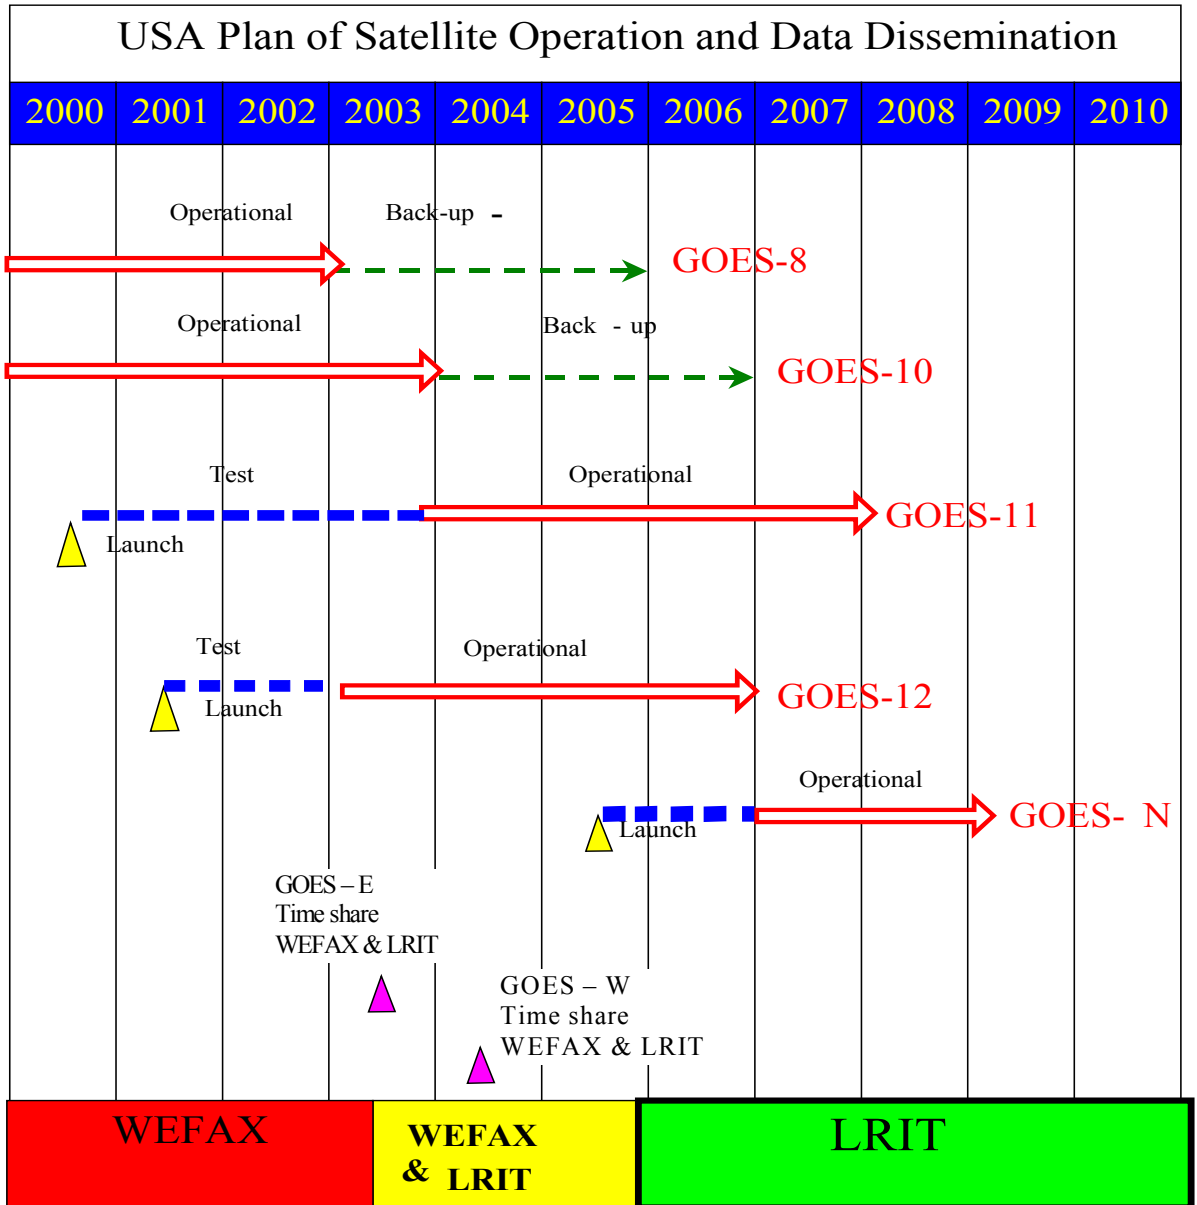 USA Plan of Satellite Operation and Data Dissemination
2000 2001 2002 2003 2004 2005 2006 2007 2008 2009 2010
Operational Back-up -
GOES-8
Operational Back - up
GOES-10
Test Operational
GOES-11
Launch
Test Operational
GOES-12
Launch
Operational
GOES- N
Launch
GOES – E
Time share
WEFAX & LRIT
GOES – W
Time share
WEFAX & LRIT
WEFAX
WEFAX
& LRIT
LRIT